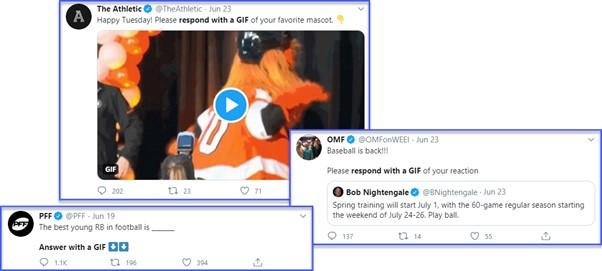 The Athletic @TheAthletic · Jun 23
Happy Tuesday! Please respond with a GIF of your favorite mascot. 👇
GIF
202 23 71
OMF @OMFonWEEI · Jun 23
Baseball is back!!!
Please respond with a GIF of your reaction
Bob Nightengale @BNightengale · Jun 23
Spring training will start July 1, with the 60-game regular season starting
the weekend of July 24-26. Play ball.
137 14 55
PFF PFF @PFF · Jun 19
The best young RB in football is ______
Answer with a GIF ⬇️⬇️
1.1K 196 394